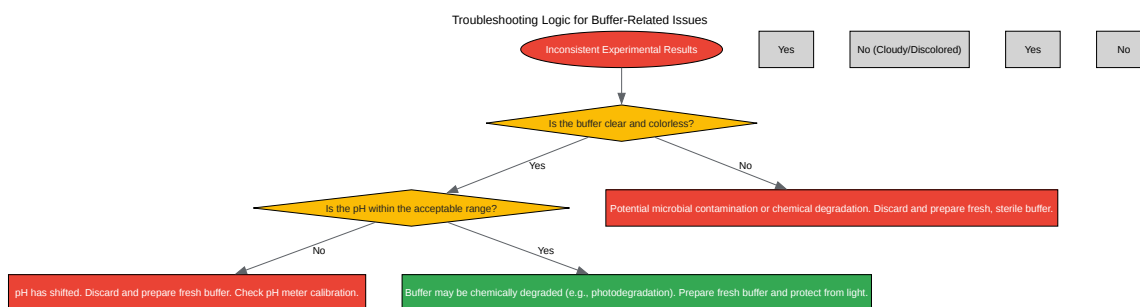 Troubleshooting Logic for Buffer-Related Issues
Inconsistent Experimental Results
Yes
No (Cloudy/Discolored)
Yes
No
Is the buffer clear and colorless?
Yes
No
Is the pH within the acceptable range?
Potential microbial contamination or chemical degradation. Discard and prepare fresh, sterile buffer.
No
Yes
pH has shifted. Discard and prepare fresh buffer. Check pH meter calibration.
Buffer may be chemically degraded (e.g., photodegradation). Prepare fresh buffer and protect from light.